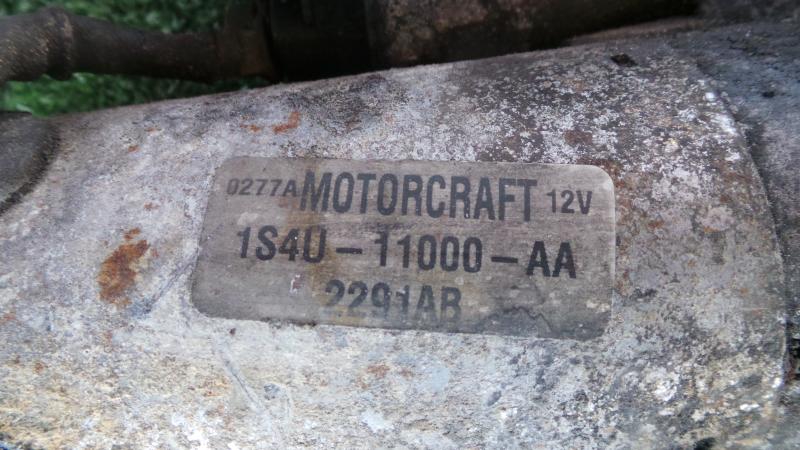 0277A MOTORCRAFT 12V
1S4U-11000-AA
2291AB